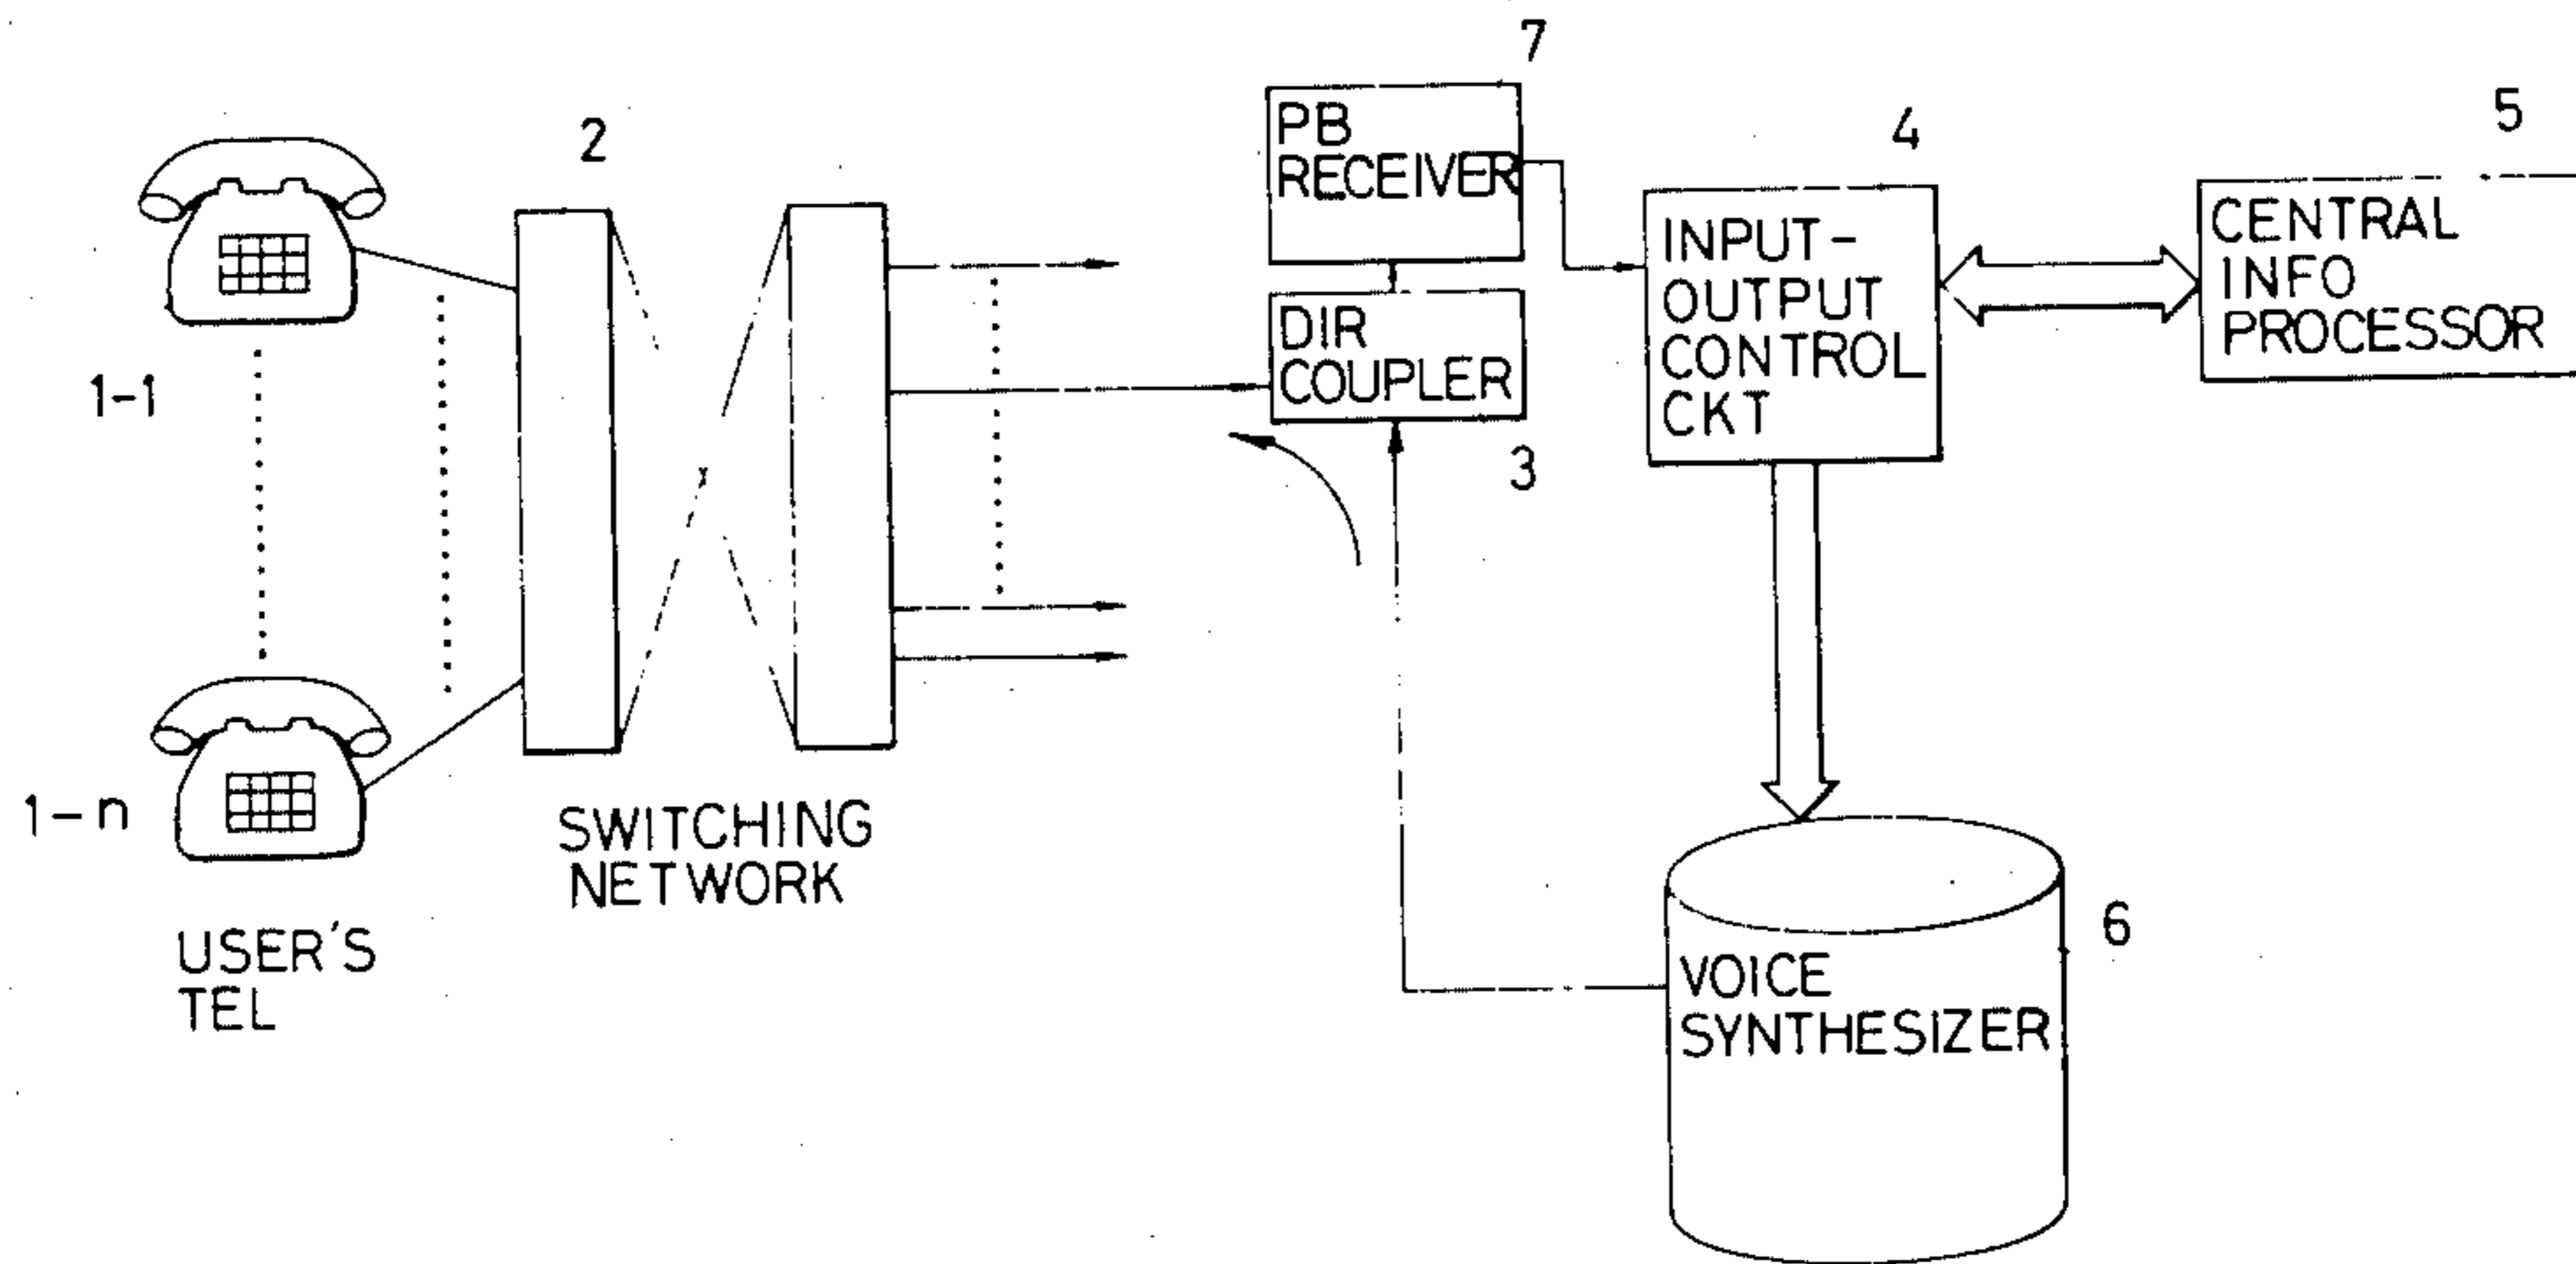 7
PB
RECEIVER
2
4
5
INPUT-
OUTPUT
CONTROL
CKT
CENTRAL
INFO
PROCESSOR
DIR
COUPLER
3
1-1
1-n
SWITCHING
NETWORK
USER'S
TEL
6
VOICE
SYNTHESIZER